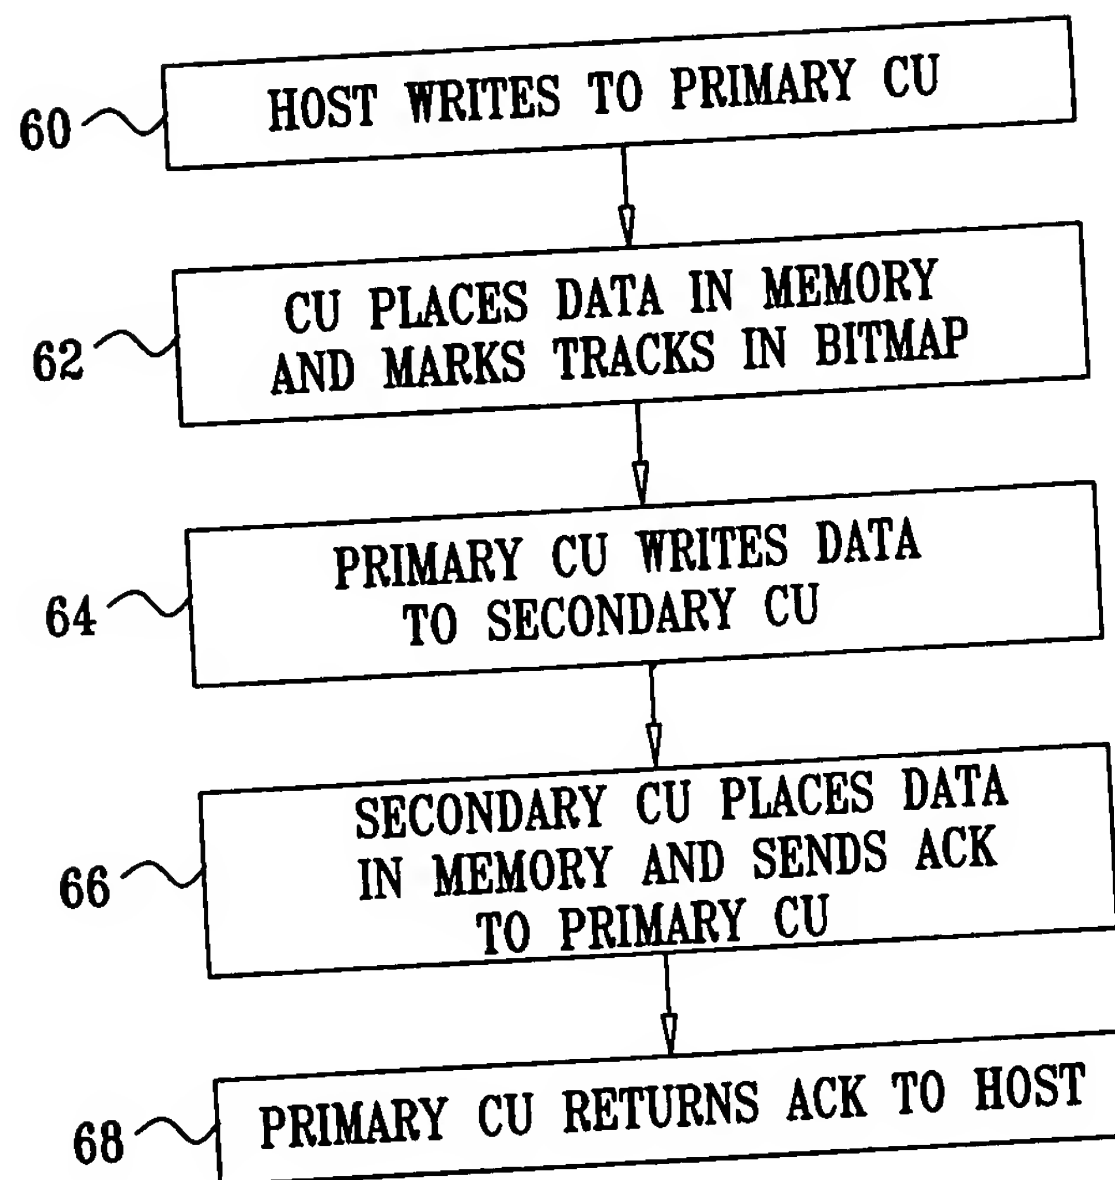 60
HOST WRITES TO PRIMARY CU
62
CU PLACES DATA IN MEMORY
AND MARKS TRACKS IN BITMAP
64
PRIMARY CU WRITES DATA
TO SECONDARY CU
66
SECONDARY CU PLACES DATA
IN MEMORY AND SENDS ACK
TO PRIMARY CU
68
PRIMARY CU RETURNS ACK TO HOST